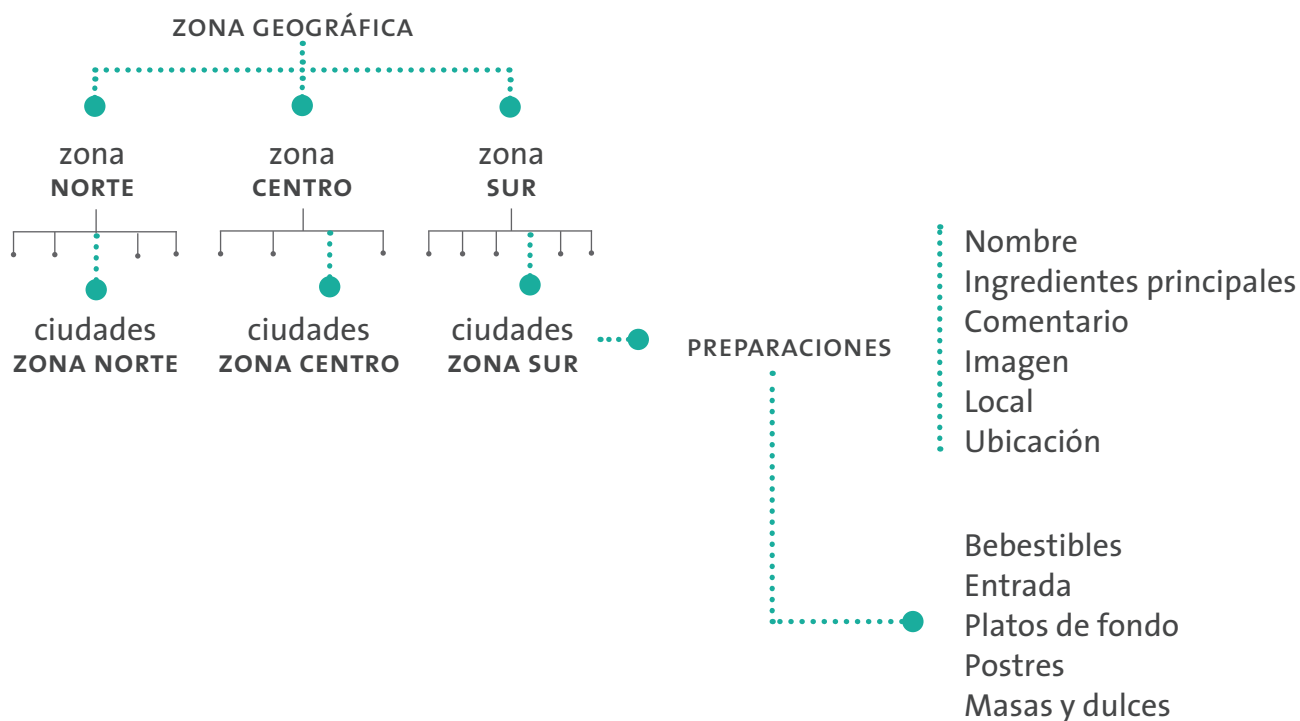 ZONA GEOGRÁFICA
zona
NORTE
zona
CENTRO
zona
SUR
ciudades
ZONA NORTE
ciudades
ZONA CENTRO
ciudades
ZONA SUR
PREPARACIONES
Nombre
Ingredientes principales
Comentario
Imagen
Local
Ubicación
Bebestibles
Entrada
Platos de fondo
Postres
Masas y dulces